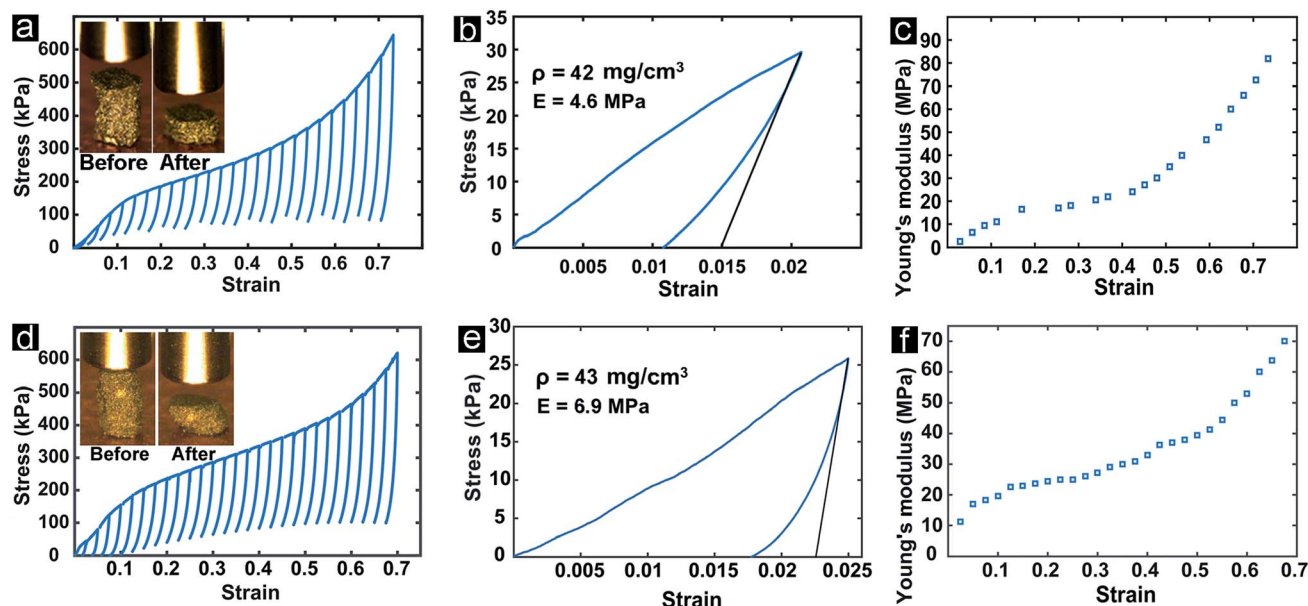 a
Stress (kPa)
600
500
400
300
200
100
0
Before
After
0.1 0.2 0.3 0.4 0.5 0.6 0.7
Strain
b
Stress (kPa)
35
30
25
20
15
10
5
0
ρ = 42 mg/cm³
E = 4.6 MPa
0.005 0.01 0.015 0.02
Strain
c
Young's modulus (MPa)
90
80
70
60
50
40
30
20
10
0
0.1 0.2 0.3 0.4 0.5 0.6 0.7
Strain
d
Stress (kPa)
600
500
400
300
200
100
0
Before
After
0.1 0.2 0.3 0.4 0.5 0.6 0.7
Strain
e
Stress (kPa)
30
25
20
15
10
5
0
ρ = 43 mg/cm³
E = 6.9 MPa
0.005 0.01 0.015 0.02 0.025
Strain
f
Young's modulus (MPa)
70
60
50
40
30
20
10
0
0.1 0.2 0.3 0.4 0.5 0.6 0.7
Strain